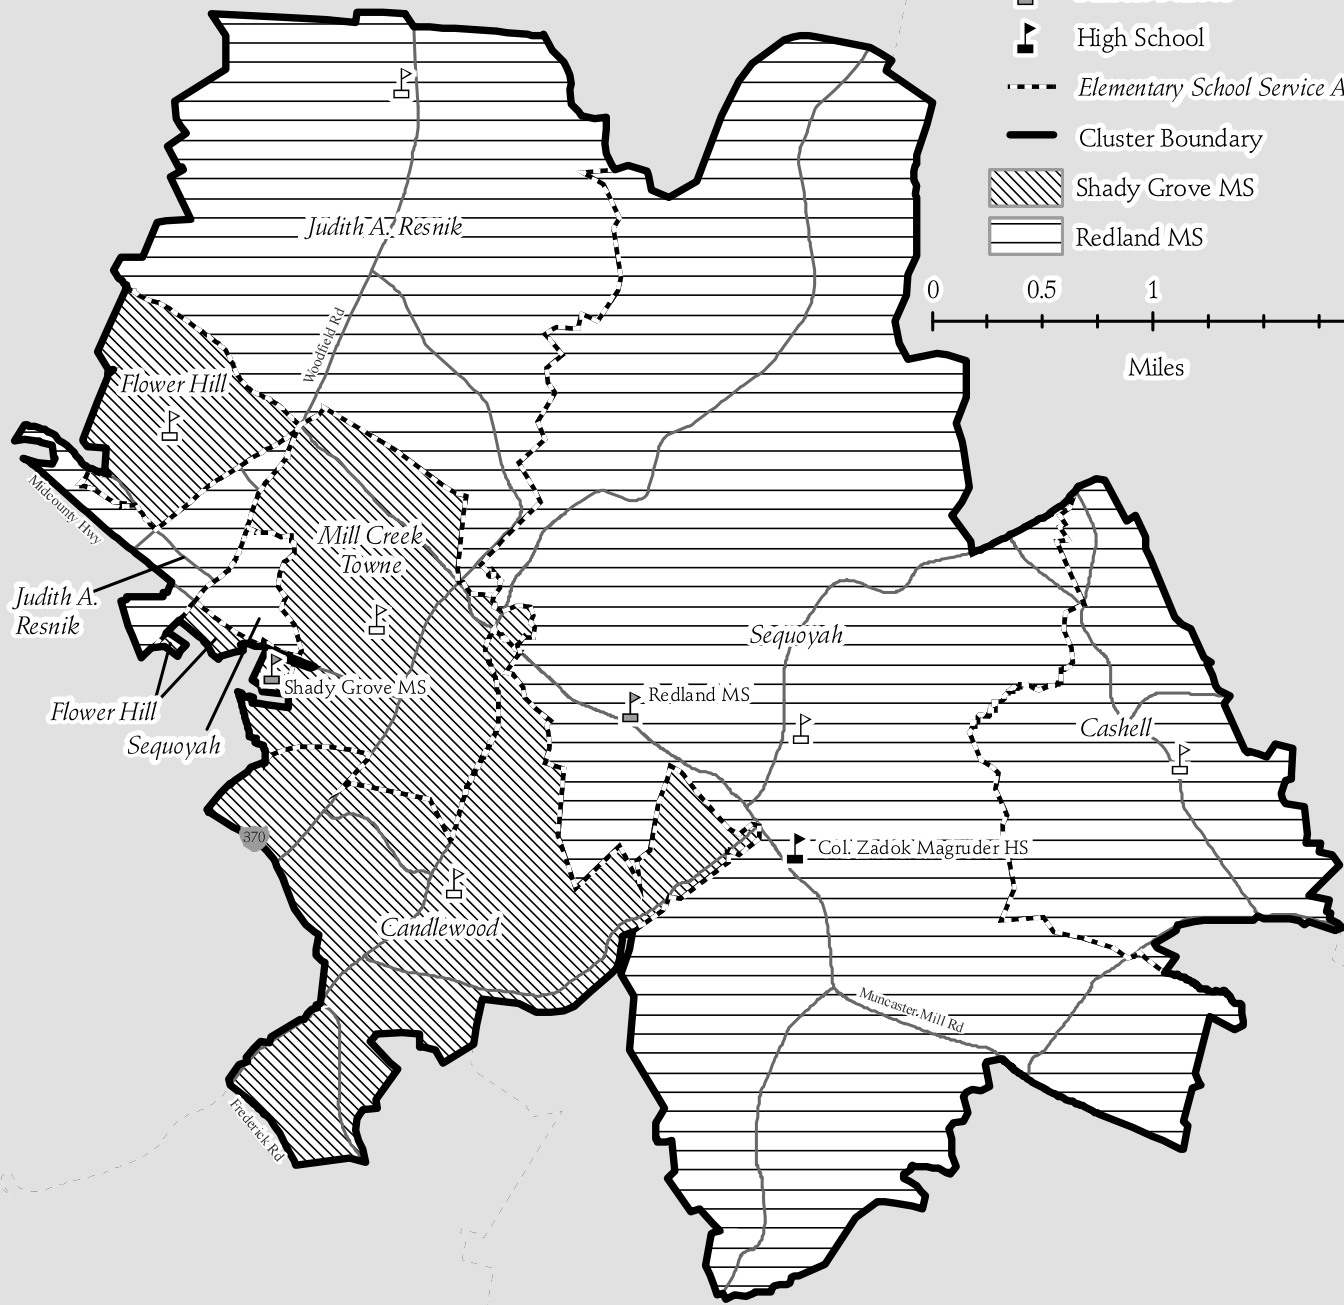 High School
Elementary School Service A
Cluster Boundary
Shady Grove MS
Redland MS
0 0.5 1
Miles
Judith A. Resnik
Woodfield Rd
Flower Hill
Midcounty Hwy
Mill Creek
Towne
Judith A.
Resnik
Sequoyah
Shady Grove MS
Redland MS
Flower Hill
Sequoyah
Cashell
370
Col. Zadok Magruder HS
Candlewood
Muncaster Mill Rd
Frederick Rd